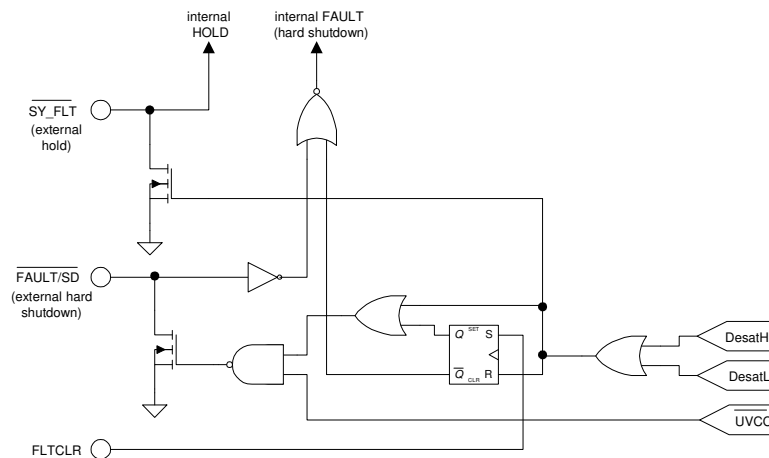 internal
HOLD
internal FAULT
(hard shutdown)
SY_FLT
(external
hold)
FAULT/SD
(external hard
shutdown)
Q SET S
Q CLR R
DesatH
DesatL
UVCC
FLTCLR